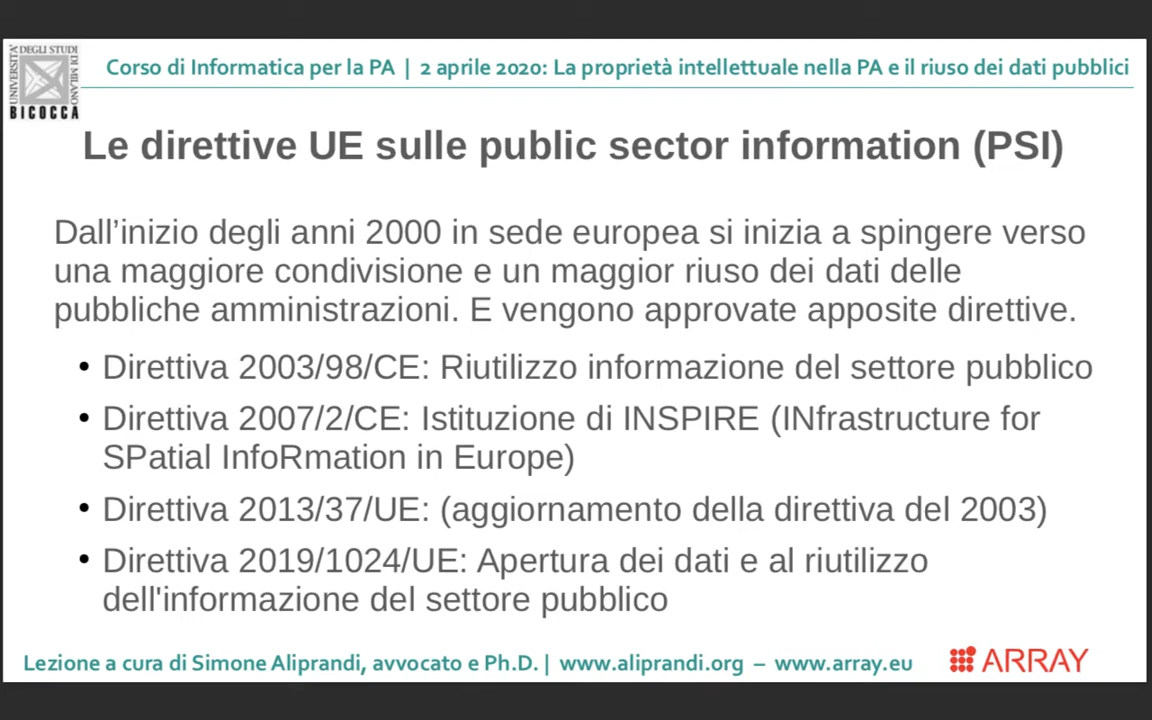 UNIVERSITA' DEGLI STUDI DI MILANO
BICOCCA
Corso di Informatica per la PA | 2 aprile 2020: La proprietà intellettuale nella PA e il riuso dei dati pubblici
Le direttive UE sulle public sector information (PSI)
Dall’inizio degli anni 2000 in sede europea si inizia a spingere verso
una maggiore condivisione e un maggior riuso dei dati delle
pubbliche amministrazioni. E vengono approvate apposite direttive.
• Direttiva 2003/98/CE: Riutilizzo informazione del settore pubblico
• Direttiva 2007/2/CE: Istituzione di INSPIRE (INfrastructure for
SPatial InfoRmation in Europe)
• Direttiva 2013/37/UE: (aggiornamento della direttiva del 2003)
• Direttiva 2019/1024/UE: Apertura dei dati e al riutilizzo
dell'informazione del settore pubblico
Lezione a cura di Simone Aliprandi, avvocato e Ph.D. | www.aliprandi.org – www.array.eu
ARRAY